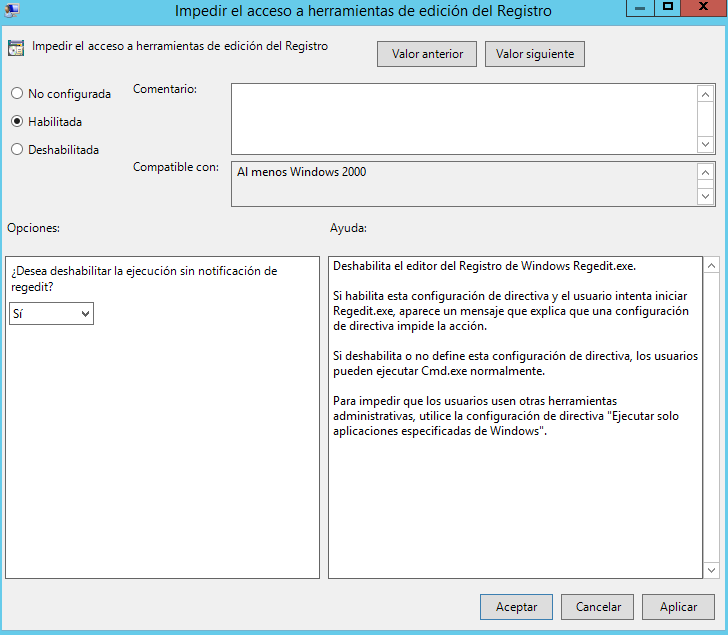 Impedir el acceso a herramientas de edición del Registro
X
Impedir el acceso a herramientas de edición del Registro
Valor anterior
Valor siguiente
No configurada
Habilitada
Deshabilitada
Comentario:
Compatible con:
Al menos Windows 2000
Opciones:
Ayuda:
¿Desea deshabilitar la ejecución sin notificación de
regedit?
Sí
Deshabilita el editor del Registro de Windows Regedit.exe.
Si habilita esta configuración de directiva y el usuario intenta iniciar
Regedit.exe, aparece un mensaje que explica que una configuración
de directiva impide la acción.
Si deshabilita o no define esta configuración de directiva, los usuarios
pueden ejecutar Cmd.exe normalmente.
Para impedir que los usuarios usen otras herramientas
administrativas, utilice la configuración de directiva "Ejecutar solo
aplicaciones especificadas de Windows".
Aceptar
Cancelar
Aplicar